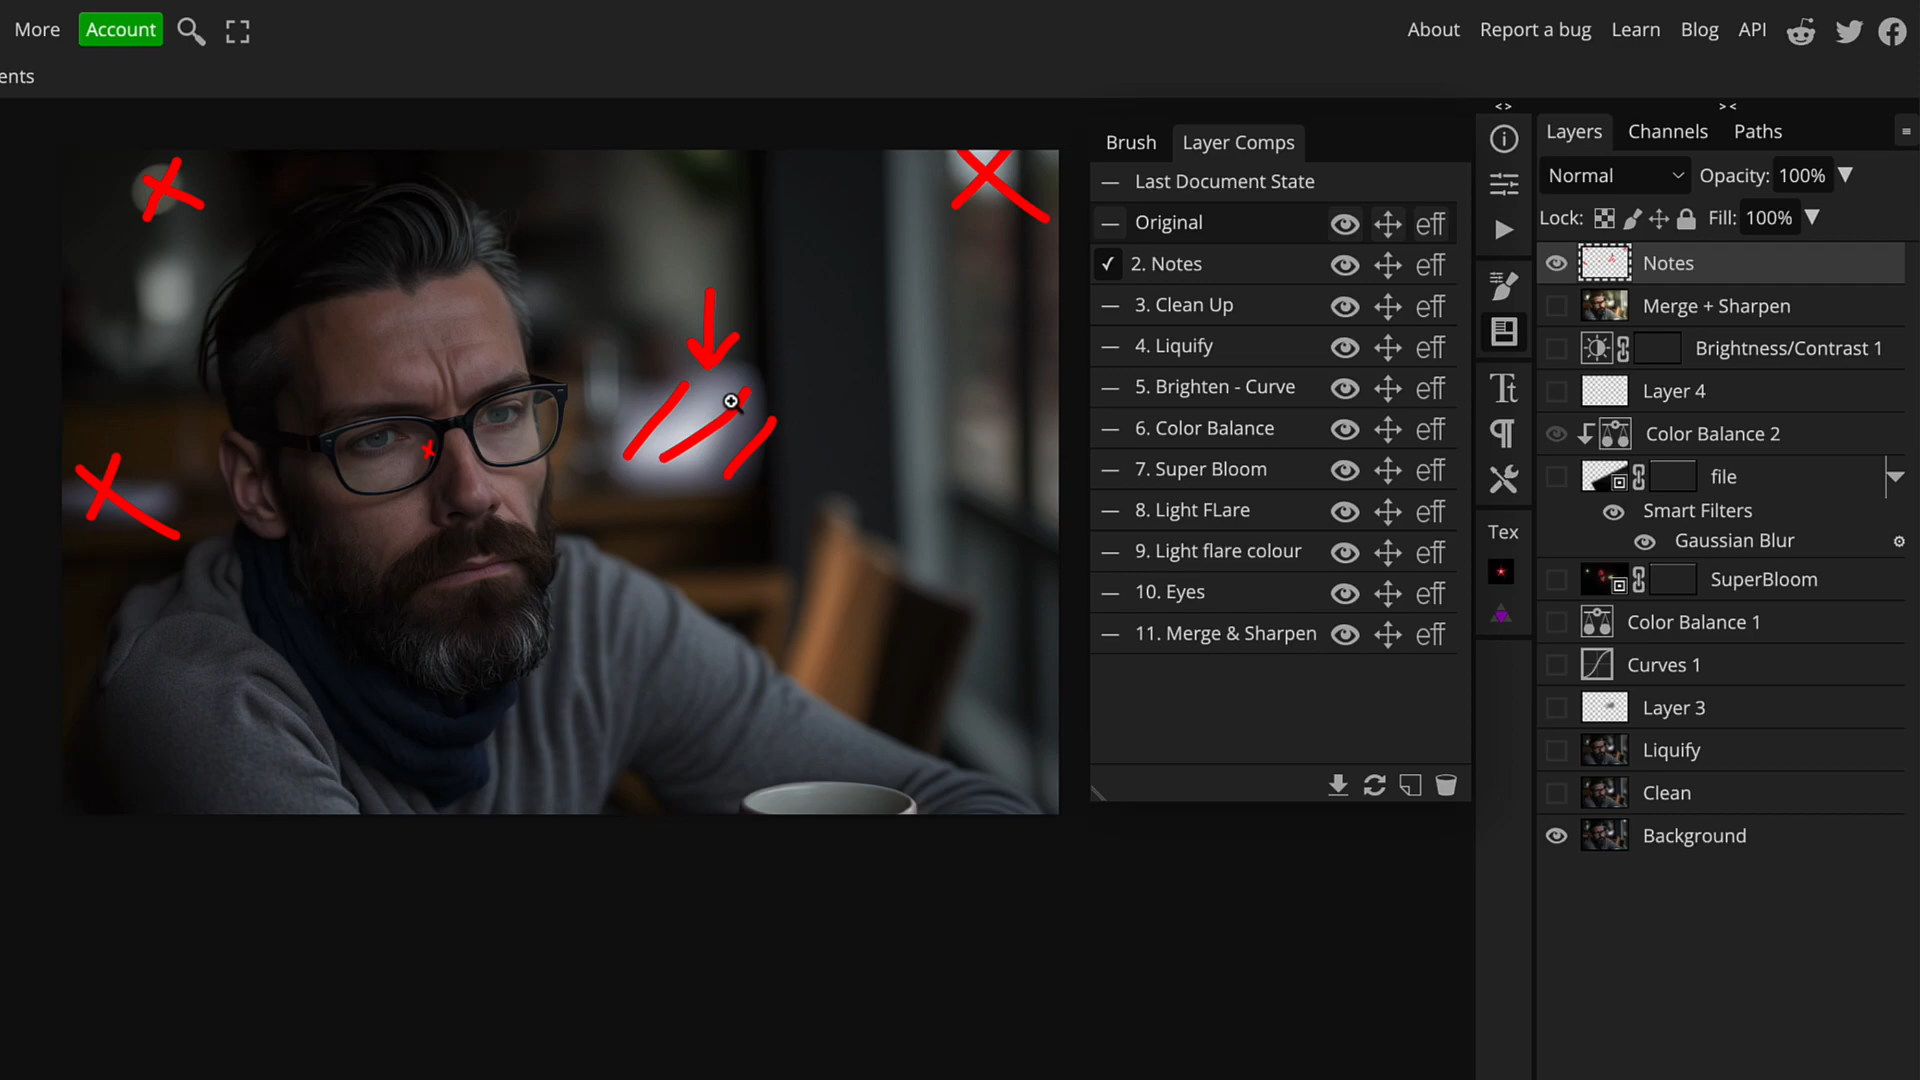 More
Account
About
Report a bug
Learn
Blog
API
ents
Brush
Layer Comps
Last Document State
Original eff
2. Notes eff
3. Clean Up eff
4. Liquify eff
5. Brighten - Curve eff
6. Color Balance eff
7. Super Bloom eff
8. Light FLare eff
9. Light flare colour eff
10. Eyes eff
11. Merge & Sharpen eff
<>
Tex
><
Layers
Channels
Paths
Normal
Opacity: 100%
Lock:
Fill: 100%
Notes
Merge + Sharpen
Brightness/Contrast 1
Layer 4
Color Balance 2
file
Smart Filters
Gaussian Blur
SuperBloom
Color Balance 1
Curves 1
Layer 3
Liquify
Clean
Background